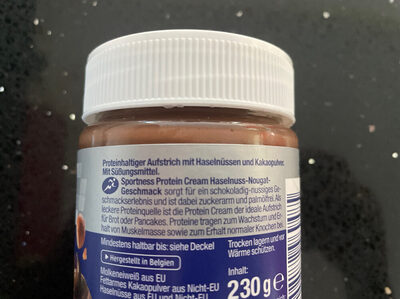 Proteinhaltiger Aufstrich mit Haselnüssen und Kakaopulver.
Mit Süßungsmittel.
Sportness Protein Cream Haselnuss-Nougat-
Geschmack sorgt für ein schokoladig-nussiges Ge-
schmackserlebnis und ist dabei zuckerarm und palmölfrei. Als
leckere Proteinquelle ist die Protein Cream der ideale Aufstrich
für Brot oder Pancakes. Proteine tragen zum Wachstum und Er-
halt von Muskelmasse sowie zum Erhalt normaler Knochen bei.
Mindestens haltbar bis: siehe Deckel
Hergestellt in Belgien
Molkeneiweiß aus EU
Fettarmes Kakaopulver aus Nicht-EU
Haselnüsse aus EU und Nicht-EU
Trocken lagern und vor
Wärme schützen.
Inhalt:
230 g e